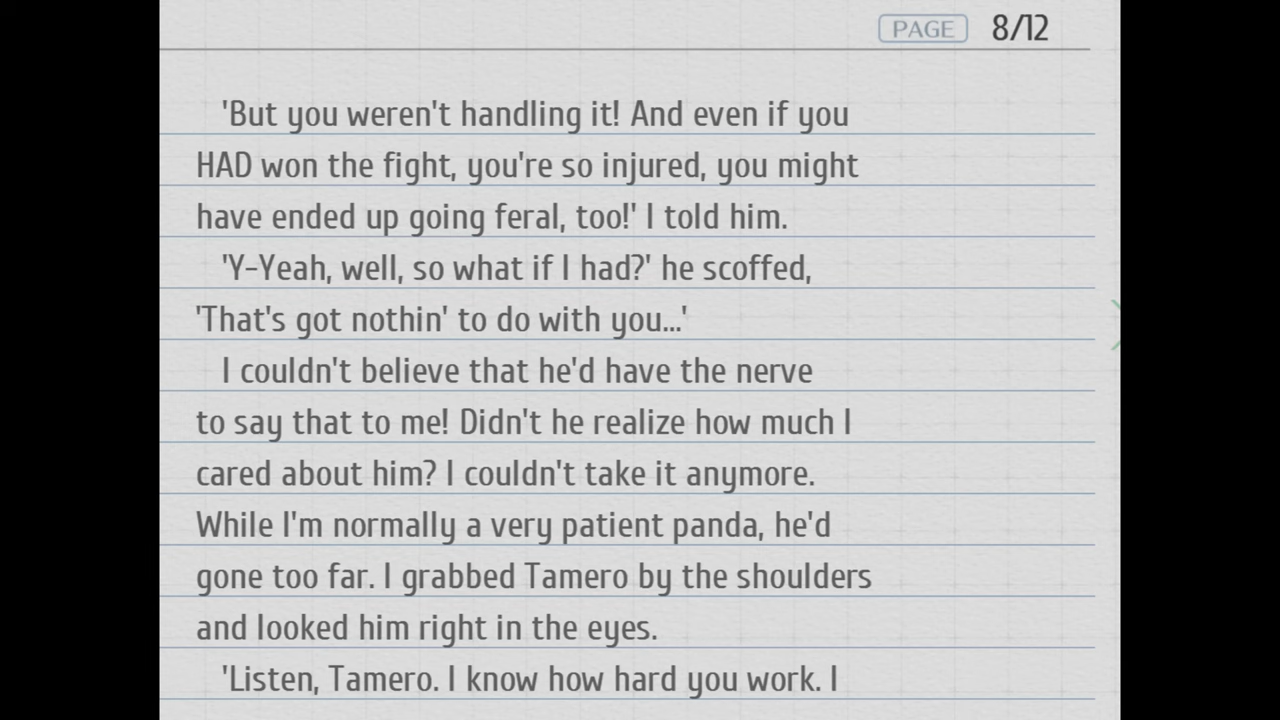 PAGE 8/12
'But you weren't handling it! And even if you
HAD won the fight, you're so injured, you might
have ended up going feral, too!' I told him.
'Y-Yeah, well, so what if I had?' he scoffed,
'That's got nothin' to do with you...'
I couldn't believe that he'd have the nerve
to say that to me! Didn't he realize how much I
cared about him? I couldn't take it anymore.
While I'm normally a very patient panda, he'd
gone too far. I grabbed Tamero by the shoulders
and looked him right in the eyes.
'Listen, Tamero. I know how hard you work. I